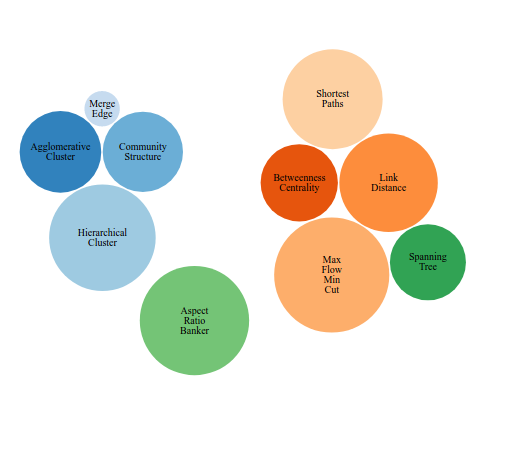 Merge
Edge
Agglomerative
Cluster
Community
Structure
Hierarchical
Cluster
Aspect
Ratio
Banker
Shortest
Paths
Betweenness
Centrality
Link
Distance
Max
Flow
Min
Cut
Spanning
Tree